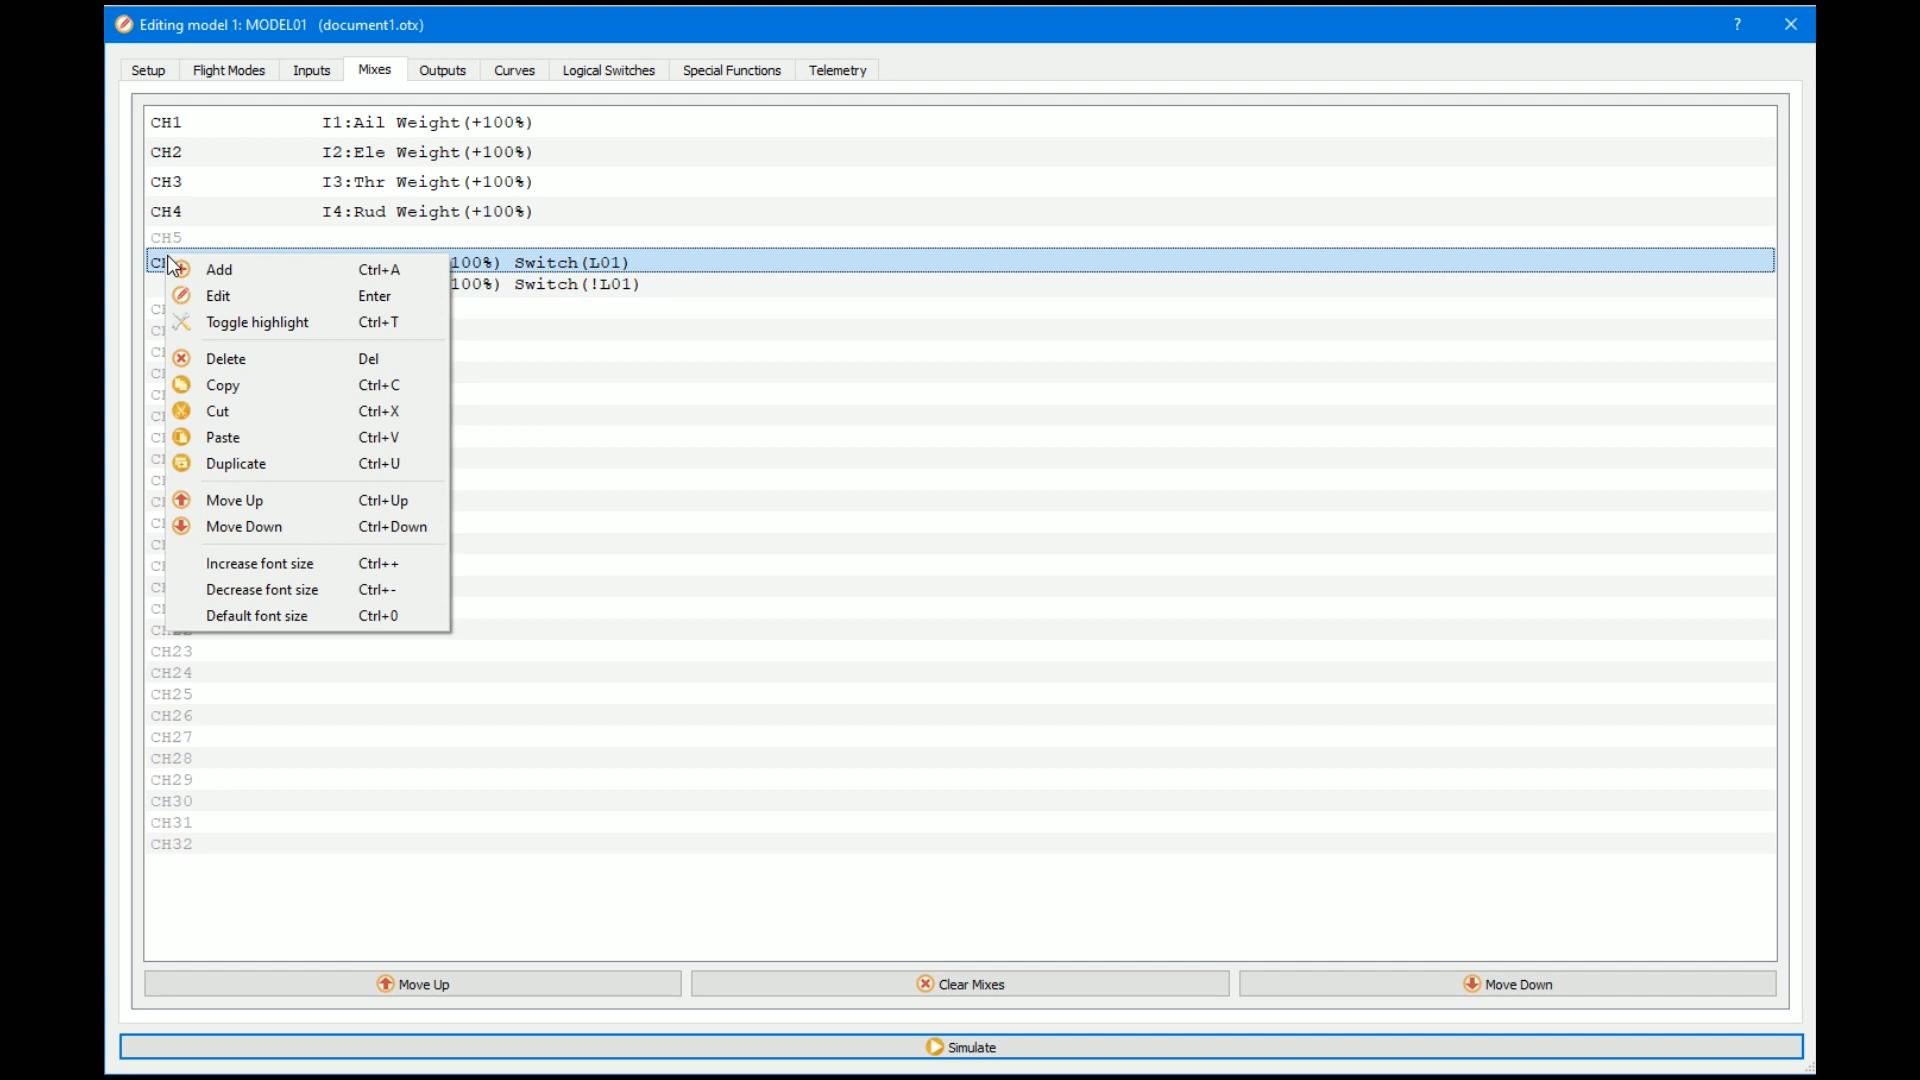 Editing model 1: MODEL01 (document1.otx) ?
Setup Flight Modes Inputs Mixes Outputs Curves Logical Switches Special Functions Telemetry
CH1 I1:Ail Weight(+100%)
CH2 I2:Ele Weight(+100%)
CH3 I3:Thr Weight(+100%)
CH4 I4:Rud Weight(+100%)
CH5
100%) Switch(L01)
100%) Switch(!L01)
Add Ctrl+A
Edit Enter
Toggle highlight Ctrl+T
Delete Del
Copy Ctrl+C
Cut Ctrl+X
Paste Ctrl+V
Duplicate Ctrl+U
Move Up Ctrl+Up
Move Down Ctrl+Down
Increase font size Ctrl++
Decrease font size Ctrl+-
Default font size Ctrl+0
CH23
CH24
CH25
CH26
CH27
CH28
CH29
CH30
CH31
CH32
Move Up Clear Mixes Move Down
Simulate